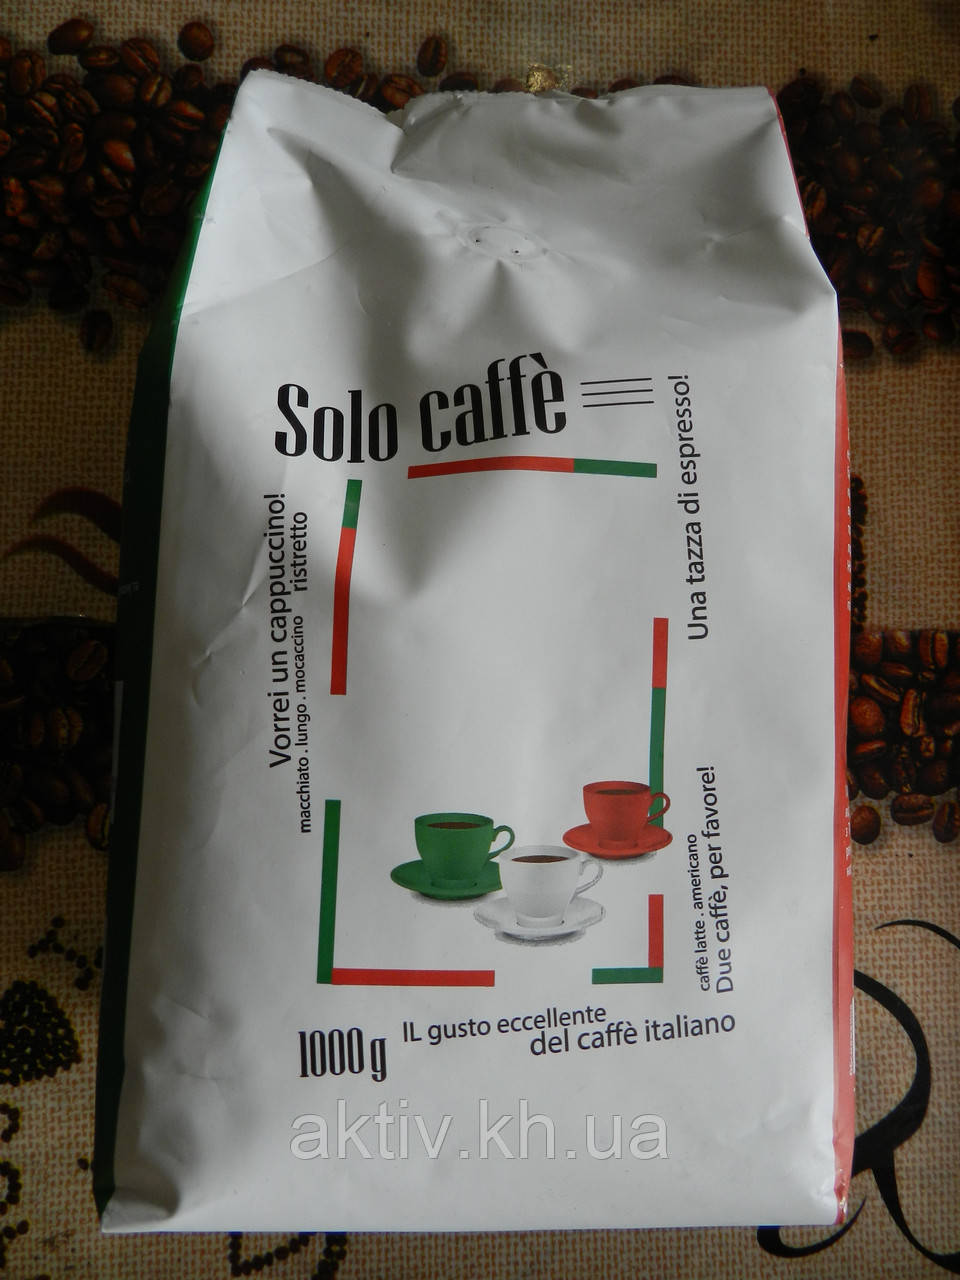 Solo caffè
Vorrei un cappuccino!
ristretto
macchiato . lungo . mocaccino
Una tazza di espresso!
caffè latte . americano
Due caffè, per favore!
1000g
IL gusto eccellente
del caffè italiano
aktiv.kh.ua